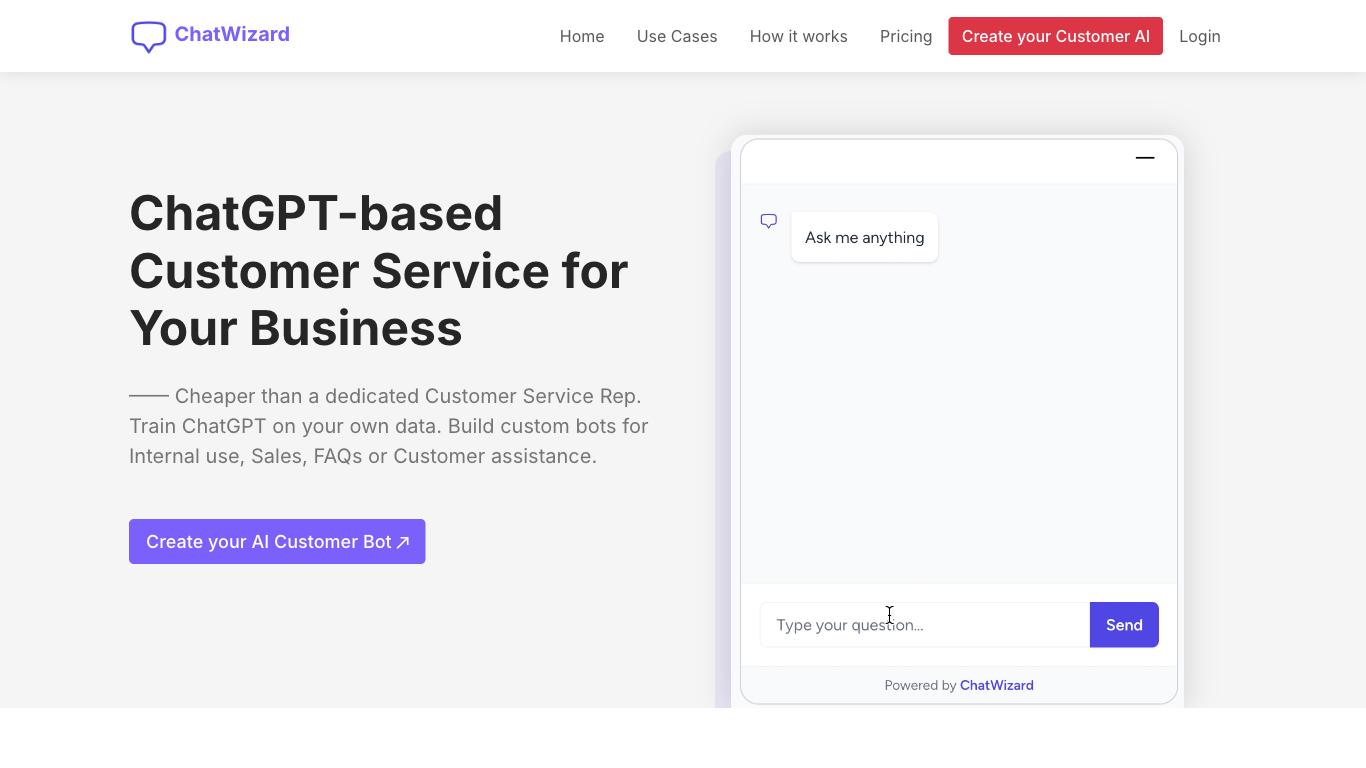 ChatWizard
Home
Use Cases
How it works
Pricing
Create your Customer AI
Login
ChatGPT-based
Customer Service for
Your Business
—— Cheaper than a dedicated Customer Service Rep.
Train ChatGPT on your own data. Build custom bots for
Internal use, Sales, FAQs or Customer assistance.
Create your AI Customer Bot ↗
Ask me anything
Type your question...
Send
Powered by ChatWizard